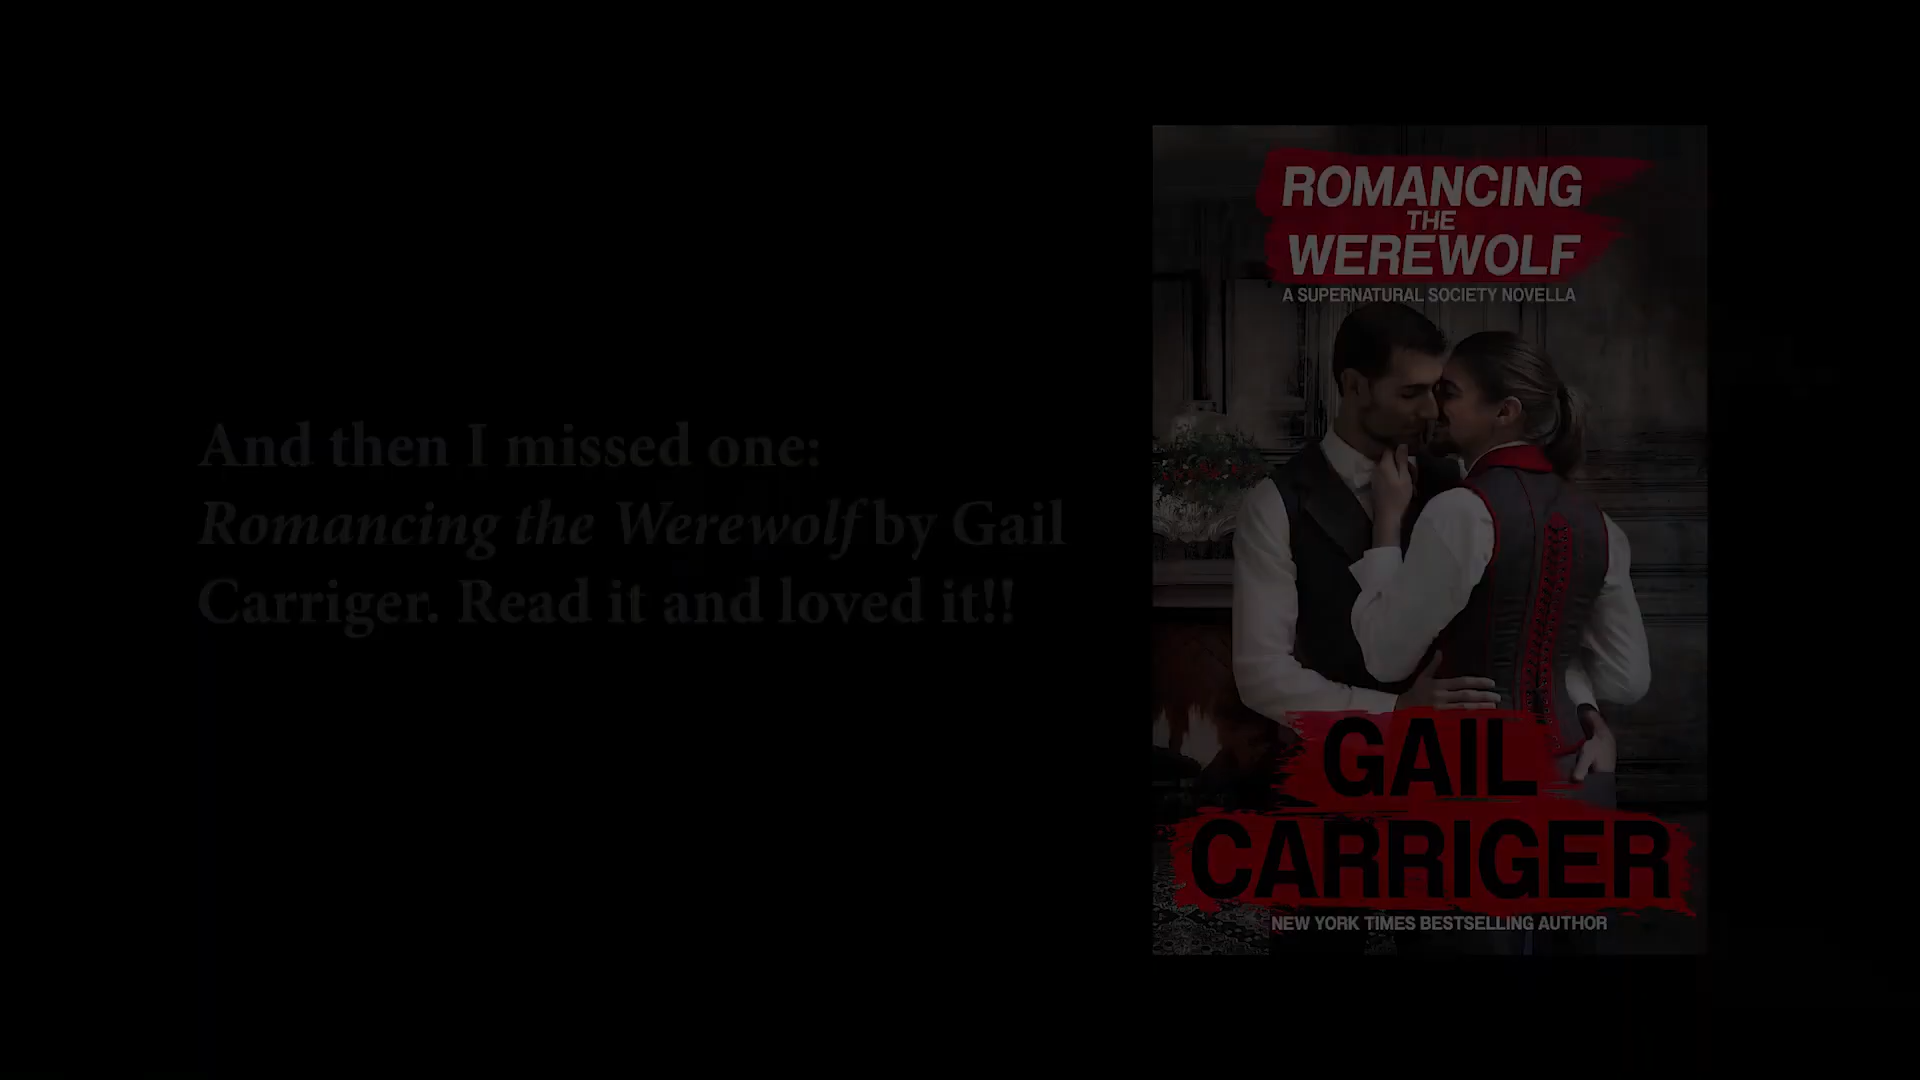 And then I missed one:
Romancing the Werewolf by Gail
Carriger. Read it and loved it!!
ROMANCING
THE
WEREWOLF
A SUPERNATURAL SOCIETY NOVELLA
GAIL
CARRIGER
NEW YORK TIMES BESTSELLING AUTHOR